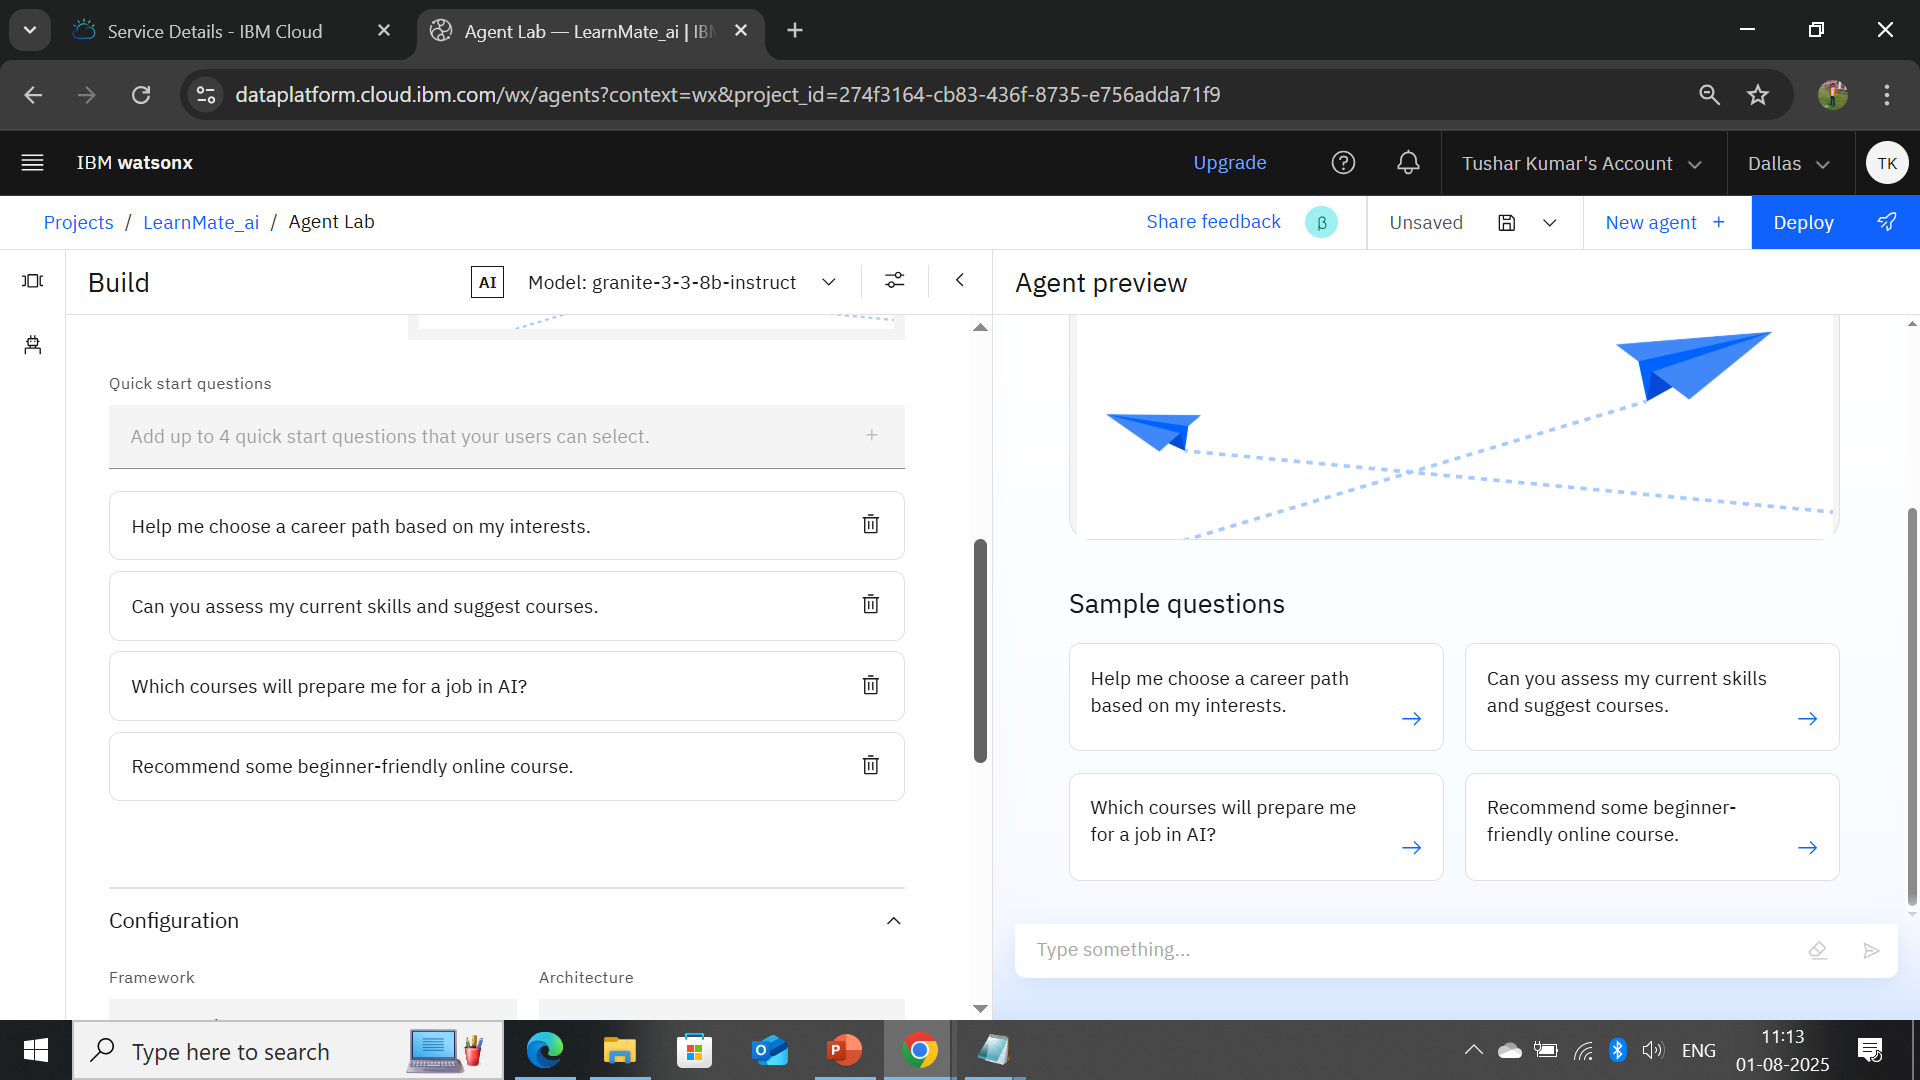 Service Details - IBM Cloud
Agent Lab — LearnMate_ai | IBM
dataplatform.cloud.ibm.com/wx/agents?context=wx&project_id=274f3164-cb83-436f-8735-e756adda71f9
IBM watsonx
Upgrade
Tushar Kumar's Account
Dallas
TK
Projects / LearnMate_ai / Agent Lab
Share feedback
β
Unsaved
New agent +
Deploy
Build
AI
Model: granite-3-3-8b-instruct
Agent preview
Quick start questions
Add up to 4 quick start questions that your users can select.
Help me choose a career path based on my interests.
Can you assess my current skills and suggest courses.
Which courses will prepare me for a job in AI?
Recommend some beginner-friendly online course.
Configuration
Framework
Architecture
Sample questions
Help me choose a career path
based on my interests.
Can you assess my current skills
and suggest courses.
Which courses will prepare me
for a job in AI?
Recommend some beginner-
friendly online course.
Type something...
Type here to search
ENG
11:13
01-08-2025